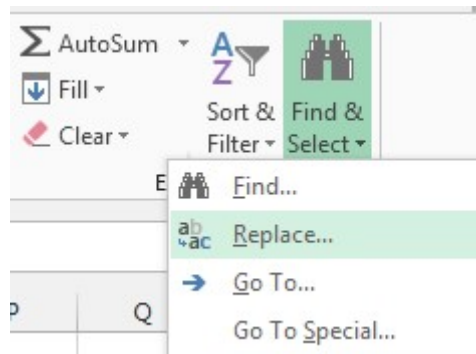 AutoSum
Fill
Clear
Sort &
Filter
Find &
Select
E
Find...
Replace...
Go To...
Go To Special...
Q